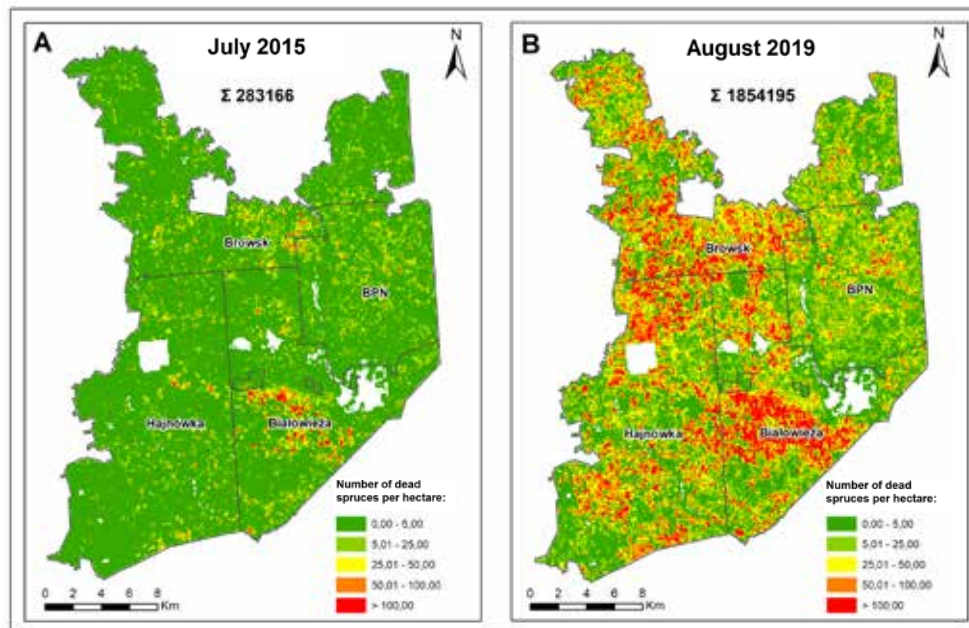 A
July 2015
N
Σ 283166
Browsk
BPN
Hajnówka
Białowieża
Number of dead
spruces per hectare:
0,00 - 5,00
5,01 - 25,00
25,01 - 50,00
50,01 - 100,00
> 100,00
0 2 4 6 8
Km
B
August 2019
N
Σ 1854195
Browsk
BPN
Hajnówka
Białowieża
Number of dead
spruces per hectare:
0,00 - 5,00
5,01 - 25,00
25,01 - 50,00
50,01 - 100,00
> 100,00
0 2 4 6 8
Km